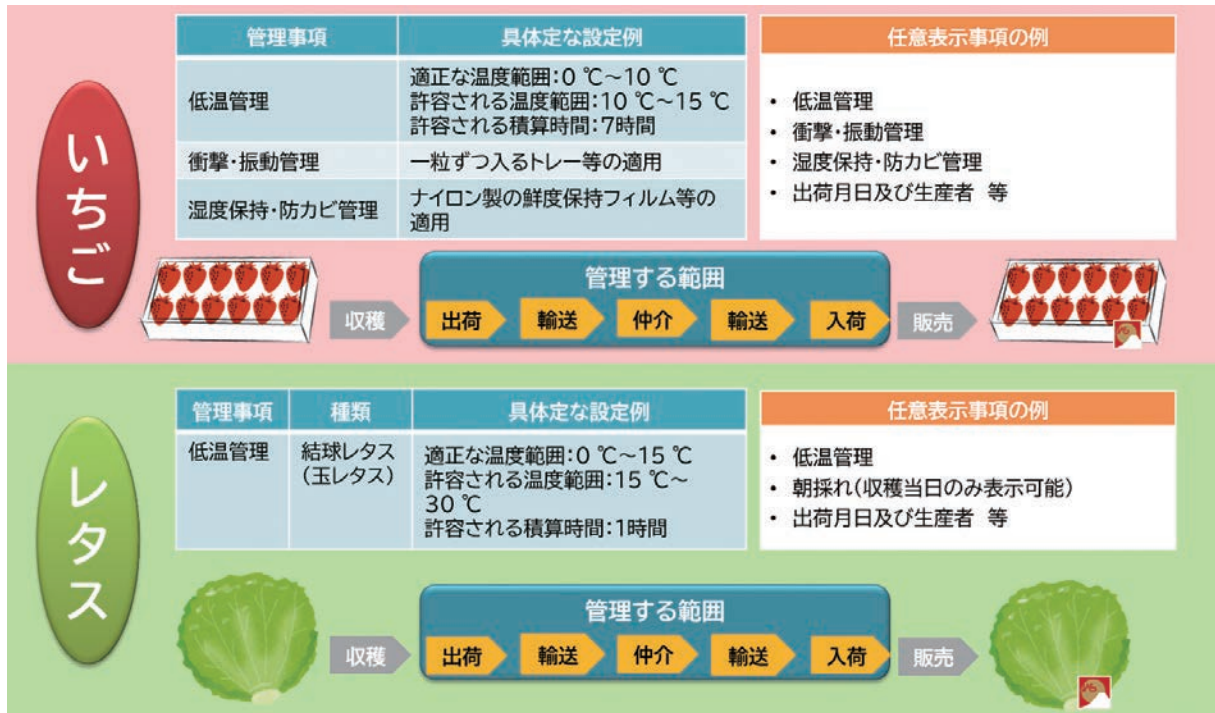 いちご
管理事項 具体定な設定例
低温管理
適正な温度範囲:0 ℃～10 ℃
許容される温度範囲:10 ℃～15 ℃
許容される積算時間:7時間
衝撃・振動管理 一粒ずつ入るトレー等の適用
湿度保持・防カビ管理
ナイロン製の鮮度保持フィルム等の
適用
任意表示事項の例
• 低温管理
• 衝撃・振動管理
• 湿度保持・防カビ管理
• 出荷月日及び生産者 等
管理する範囲
収穫 出荷 輸送 仲介 輸送 入荷 販売
レタス
管理事項 種類 具体定な設定例
低温管理
結球レタス
(玉レタス)
適正な温度範囲:0 ℃～15 ℃
許容される温度範囲:15 ℃～
30 ℃
許容される積算時間:1時間
任意表示事項の例
• 低温管理
• 朝採れ(収穫当日のみ表示可能)
• 出荷月日及び生産者 等
管理する範囲
収穫 出荷 輸送 仲介 輸送 入荷 販売